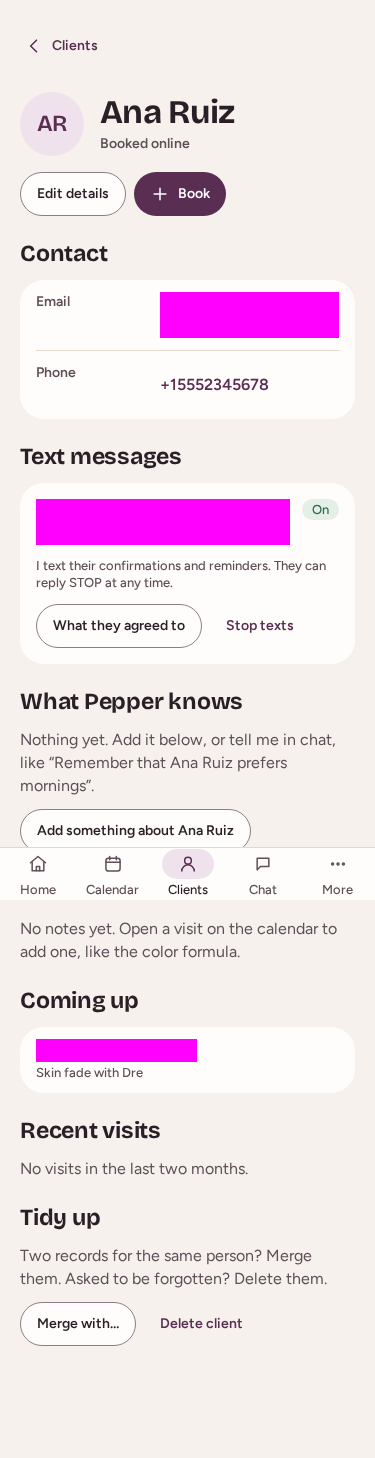 Clients
AR
Ana Ruiz
Booked online
Edit details
Book
Contact
Email
Phone
+15552345678
Text messages
On
I text their confirmations and reminders. They can
reply STOP at any time.
What they agreed to
Stop texts
What Pepper knows
Nothing yet. Add it below, or tell me in chat,
like “Remember that Ana Ruiz prefers
mornings”.
Add something about Ana Ruiz
Home
Calendar
Clients
Chat
More
No notes yet. Open a visit on the calendar to
add one, like the color formula.
Coming up
Skin fade with Dre
Recent visits
No visits in the last two months.
Tidy up
Two records for the same person? Merge
them. Asked to be forgotten? Delete them.
Merge with...
Delete client